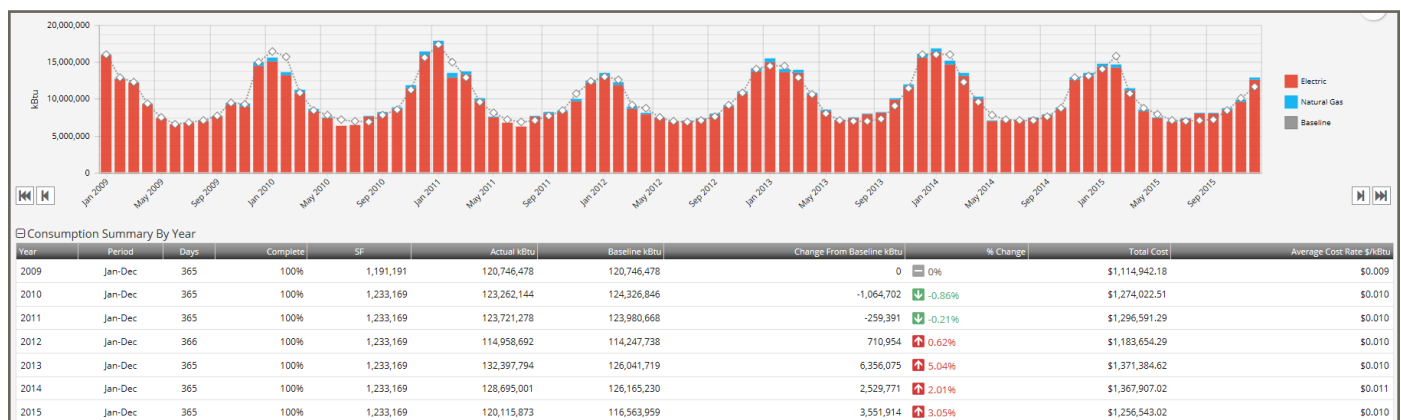 20,000,000
15,000,000
10,000,000
5,000,000
0
kBtu
Electric
Natural Gas
Baseline
Jan 2009 May 2009 Sep 2009 Jan 2010 May 2010 Sep 2010 Jan 2011 May 2011 Sep 2011 Jan 2012 May 2012 Sep 2012 Jan 2013 May 2013 Sep 2013 Jan 2014 May 2014 Sep 2014 Jan 2015 May 2015 Sep 2015
Consumption Summary By Year
Year Period Days Complete SF Actual kBtu Baseline kBtu Change From Baseline kBtu % Change Total Cost Average Cost Rate $/kBtu
2009 Jan-Dec 365 100% 1,191,191 120,746,478 120,746,478 0 0% $1,114,942.18 $0.009
2010 Jan-Dec 365 100% 1,233,169 123,262,144 124,326,846 -1,064,702 -0.86% $1,274,022.51 $0.010
2011 Jan-Dec 365 100% 1,233,169 123,721,278 123,980,668 -259,391 -0.21% $1,296,591.29 $0.010
2012 Jan-Dec 366 100% 1,233,169 114,958,692 114,247,738 710,954 0.62% $1,183,654.29 $0.010
2013 Jan-Dec 365 100% 1,233,169 132,397,794 126,041,719 6,356,075 5.04% $1,371,384.62 $0.010
2014 Jan-Dec 365 100% 1,233,169 128,695,001 126,165,230 2,529,771 2.01% $1,367,907.02 $0.011
2015 Jan-Dec 365 100% 1,233,169 120,115,873 116,563,959 3,551,914 3.05% $1,256,543.02 $0.010